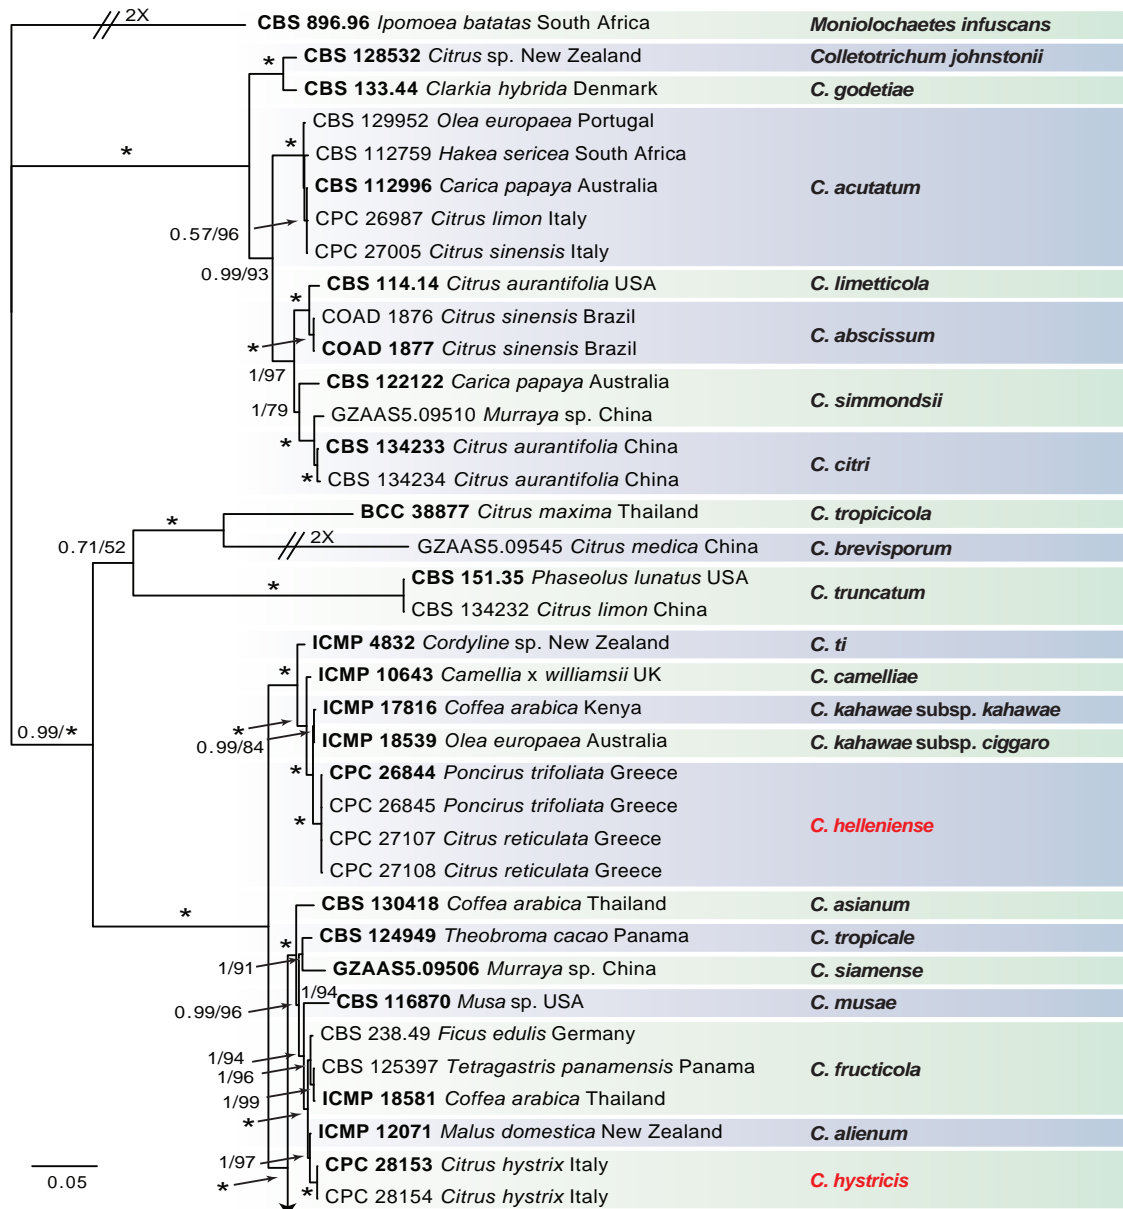 2X
CBS 896.96 Ipomoea batatas South Africa Moniolochaetes infuscans
CBS 128532 Citrus sp. New Zealand Colletotrichum johnstonii
*
CBS 133.44 Clarkia hybrida Denmark C. godetiae
CBS 129952 Olea europaea Portugal
*
*
CBS 112759 Hakea sericea South Africa
CBS 112996 Carica papaya Australia C. acutatum
CPC 26987 Citrus limon Italy
0.57/96
CPC 27005 Citrus sinensis Italy
0.99/93
CBS 114.14 Citrus aurantifolia USA C. limetticola
*
COAD 1876 Citrus sinensis Brazil
C. abscissum
*
COAD 1877 Citrus sinensis Brazil
1/97
CBS 122122 Carica papaya Australia
C. simmondsii
1/79
GZAAS5.09510 Murraya sp. China
*
CBS 134233 Citrus aurantifolia China
C. citri
*
CBS 134234 Citrus aurantifolia China
BCC 38877 Citrus maxima Thailand C. tropicicola
*
2X
0.71/52
GZAAS5.09545 Citrus medica China C. brevisporum
CBS 151.35 Phaseolus lunatus USA
*
C. truncatum
CBS 134232 Citrus limon China
ICMP 4832 Cordyline sp. New Zealand C. ti
*
ICMP 10643 Camellia x williamsii UK C. camelliae
ICMP 17816 Coffea arabica Kenya C. kahawae subsp. kahawae
*
0.99/*
0.99/84
ICMP 18539 Olea europaea Australia C. kahawae subsp. ciggaro
*
CPC 26844 Poncirus trifoliata Greece
CPC 26845 Poncirus trifoliata Greece
*
C. helleniense
CPC 27107 Citrus reticulata Greece
CPC 27108 Citrus reticulata Greece
CBS 130418 Coffea arabica Thailand C. asianum
*
*
CBS 124949 Theobroma cacao Panama C. tropicale
1/91
GZAAS5.09506 Murraya sp. China C. siamense
1/94
0.99/96
CBS 116870 Musa sp. USA C. musae
CBS 238.49 Ficus edulis Germany
1/94
1/96
CBS 125397 Tetragastris panamensis Panama C. fructicola
1/99
ICMP 18581 Coffea arabica Thailand
*
ICMP 12071 Malus domestica New Zealand C. alienum
1/97
CPC 28153 Citrus hystrix Italy
C. hystricis
*
*
CPC 28154 Citrus hystrix Italy
0.05